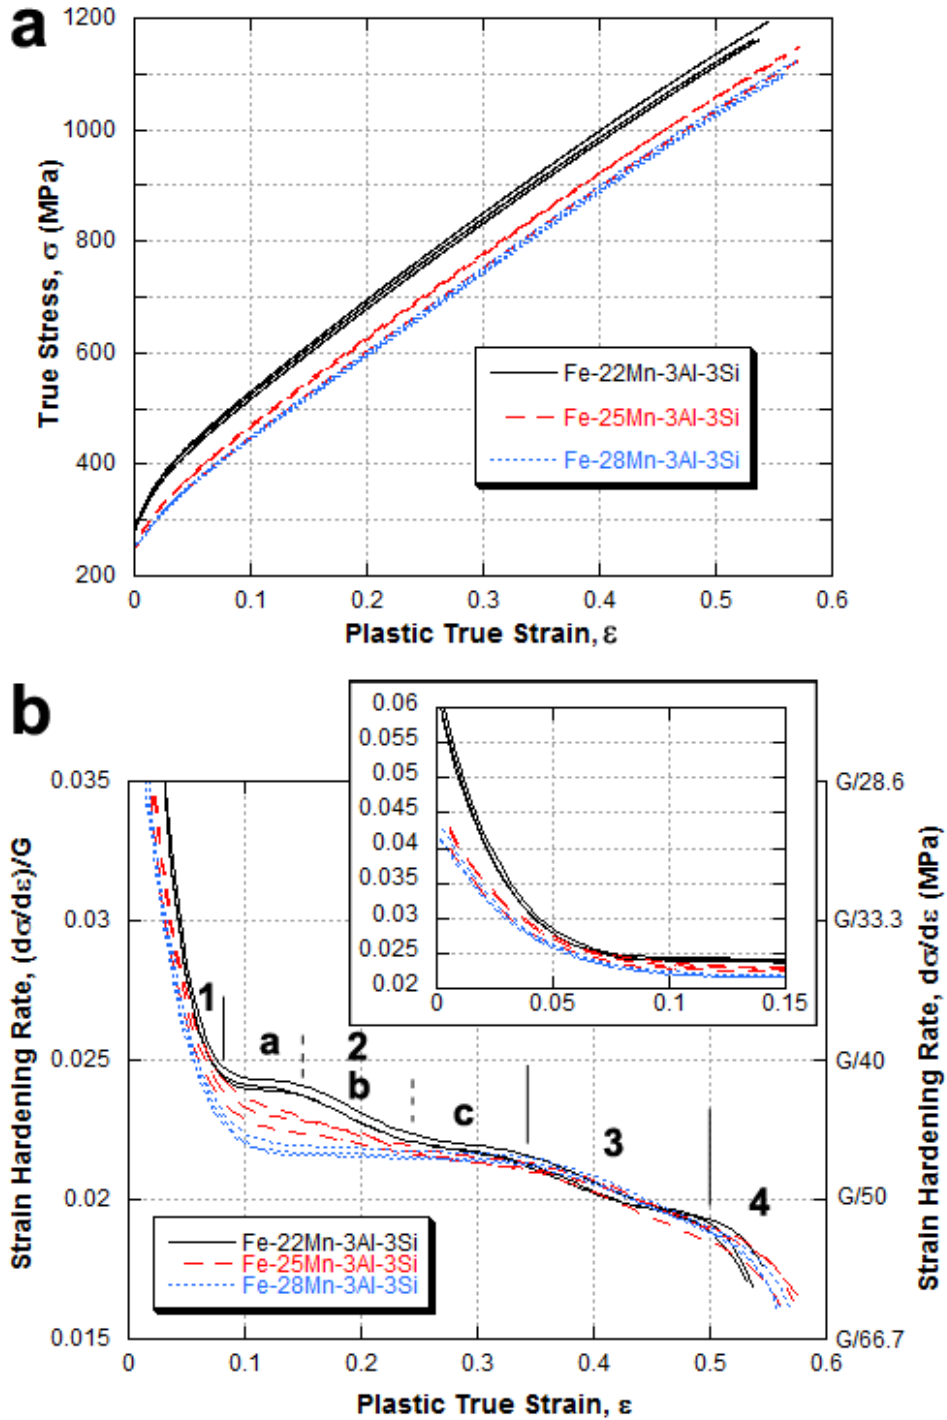 a
True Stress, σ (MPa)
1200
1000
800
600
400
200
Fe-22Mn-3Al-3Si
Fe-25Mn-3Al-3Si
Fe-28Mn-3Al-3Si
0 0.1 0.2 0.3 0.4 0.5 0.6
Plastic True Strain, ε
b
Strain Hardening Rate, (dσ/dε)/G
0.035
0.03
0.025
0.02
0.015
0.06
0.055
0.05
0.045
0.04
0.035
0.03
0.025
0.02
0 0.05 0.1 0.15
1
a
2
b
c
3
4
Fe-22Mn-3Al-3Si
Fe-25Mn-3Al-3Si
Fe-28Mn-3Al-3Si
G/28.6
G/33.3
G/40
G/50
G/66.7
Strain Hardening Rate, dσ/dε (MPa)
0 0.1 0.2 0.3 0.4 0.5 0.6
Plastic True Strain, ε